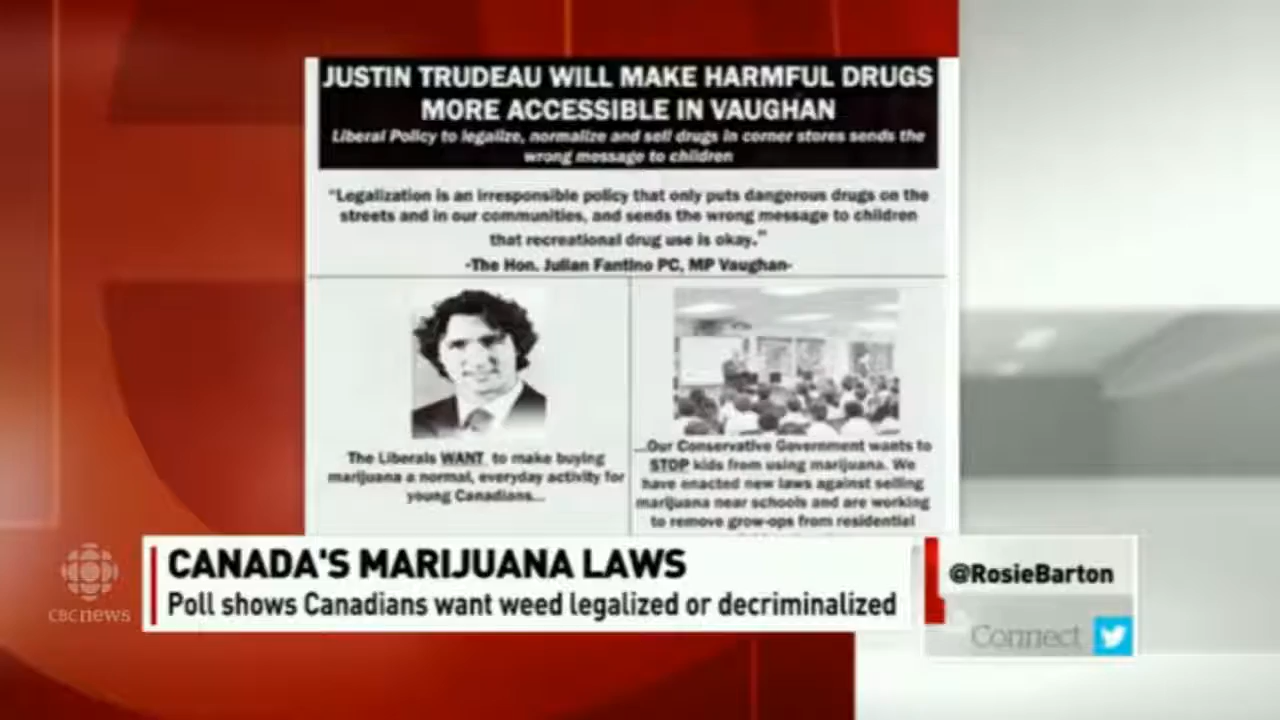 JUSTIN TRUDEAU WILL MAKE HARMFUL DRUGS
MORE ACCESSIBLE IN VAUGHAN
Liberal Policy to legalize, normalize and sell drugs in corner stores sends the
wrong message to children
"Legalization is an irresponsible policy that only puts dangerous drugs on the
streets and in our communities, and sends the wrong message to children
that recreational drug use is okay."
-The Hon. Julian Fantino PC, MP Vaughan-
The Liberals WANT to make buying
marijuana a normal, everyday activity for
young Canadians...
...Our Conservative Government wants to
STOP kids from using marijuana. We
have enacted new laws against selling
marijuana near schools and are working
to remove grow-ops from residential
CANADA'S MARIJUANA LAWS
Poll shows Canadians want weed legalized or decriminalized
cbcnews
@RosieBarton
Connect